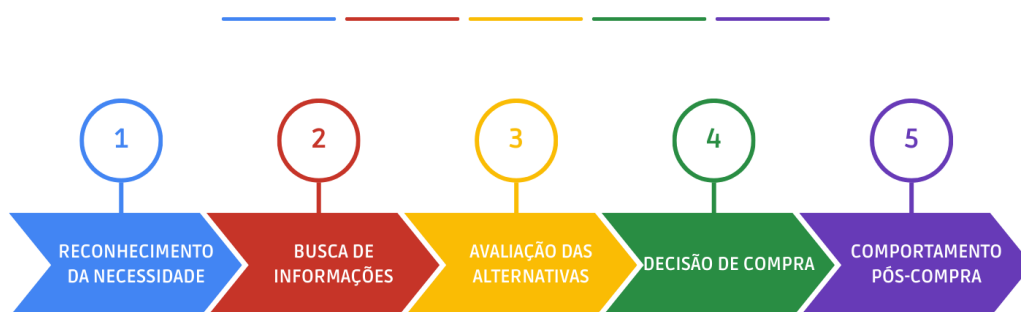 1
2
3
4
5
RECONHECIMENTO
DA NECESSIDADE
BUSCA DE
INFORMAÇÕES
AVALIAÇÃO DAS
ALTERNATIVAS
DECISÃO DE COMPRA
COMPORTAMENTO
PÓS-COMPRA